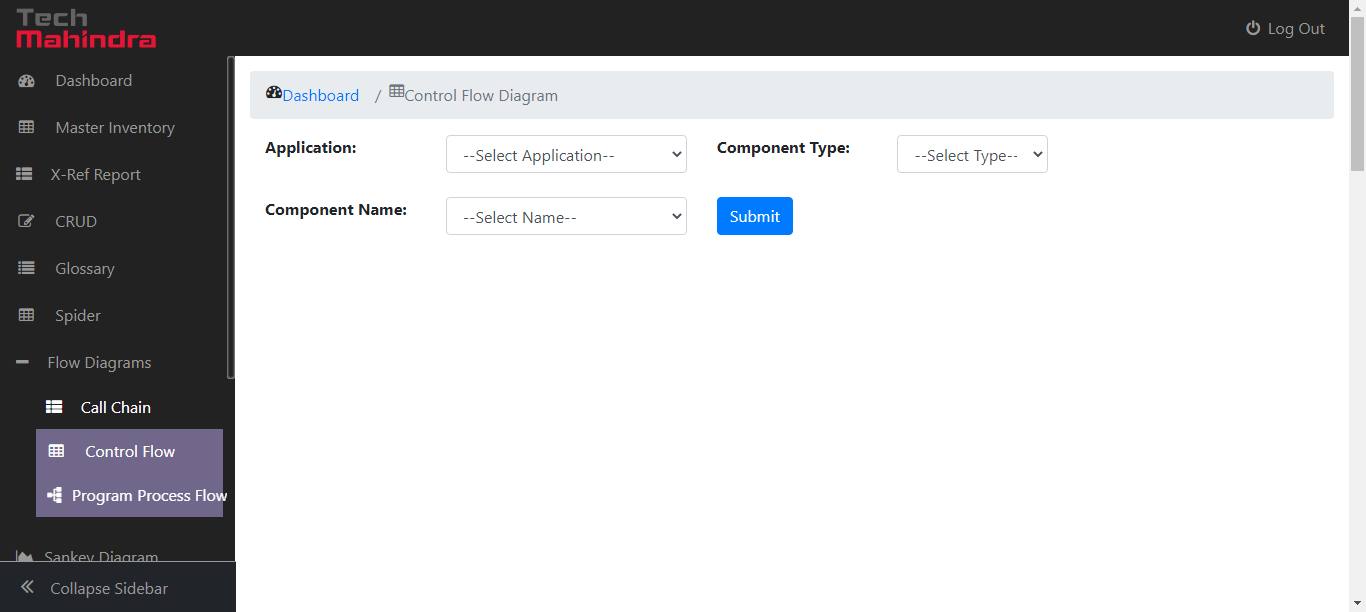 Tech
Mahindra
Log Out
Dashboard
Master Inventory
X-Ref Report
CRUD
Glossary
Spider
Flow Diagrams
Call Chain
Control Flow
Program Process Flow
Sankey Diagram
Collapse Sidebar
Dashboard / Control Flow Diagram
Application: --Select Application-- Component Type: --Select Type--
Component Name: --Select Name-- Submit